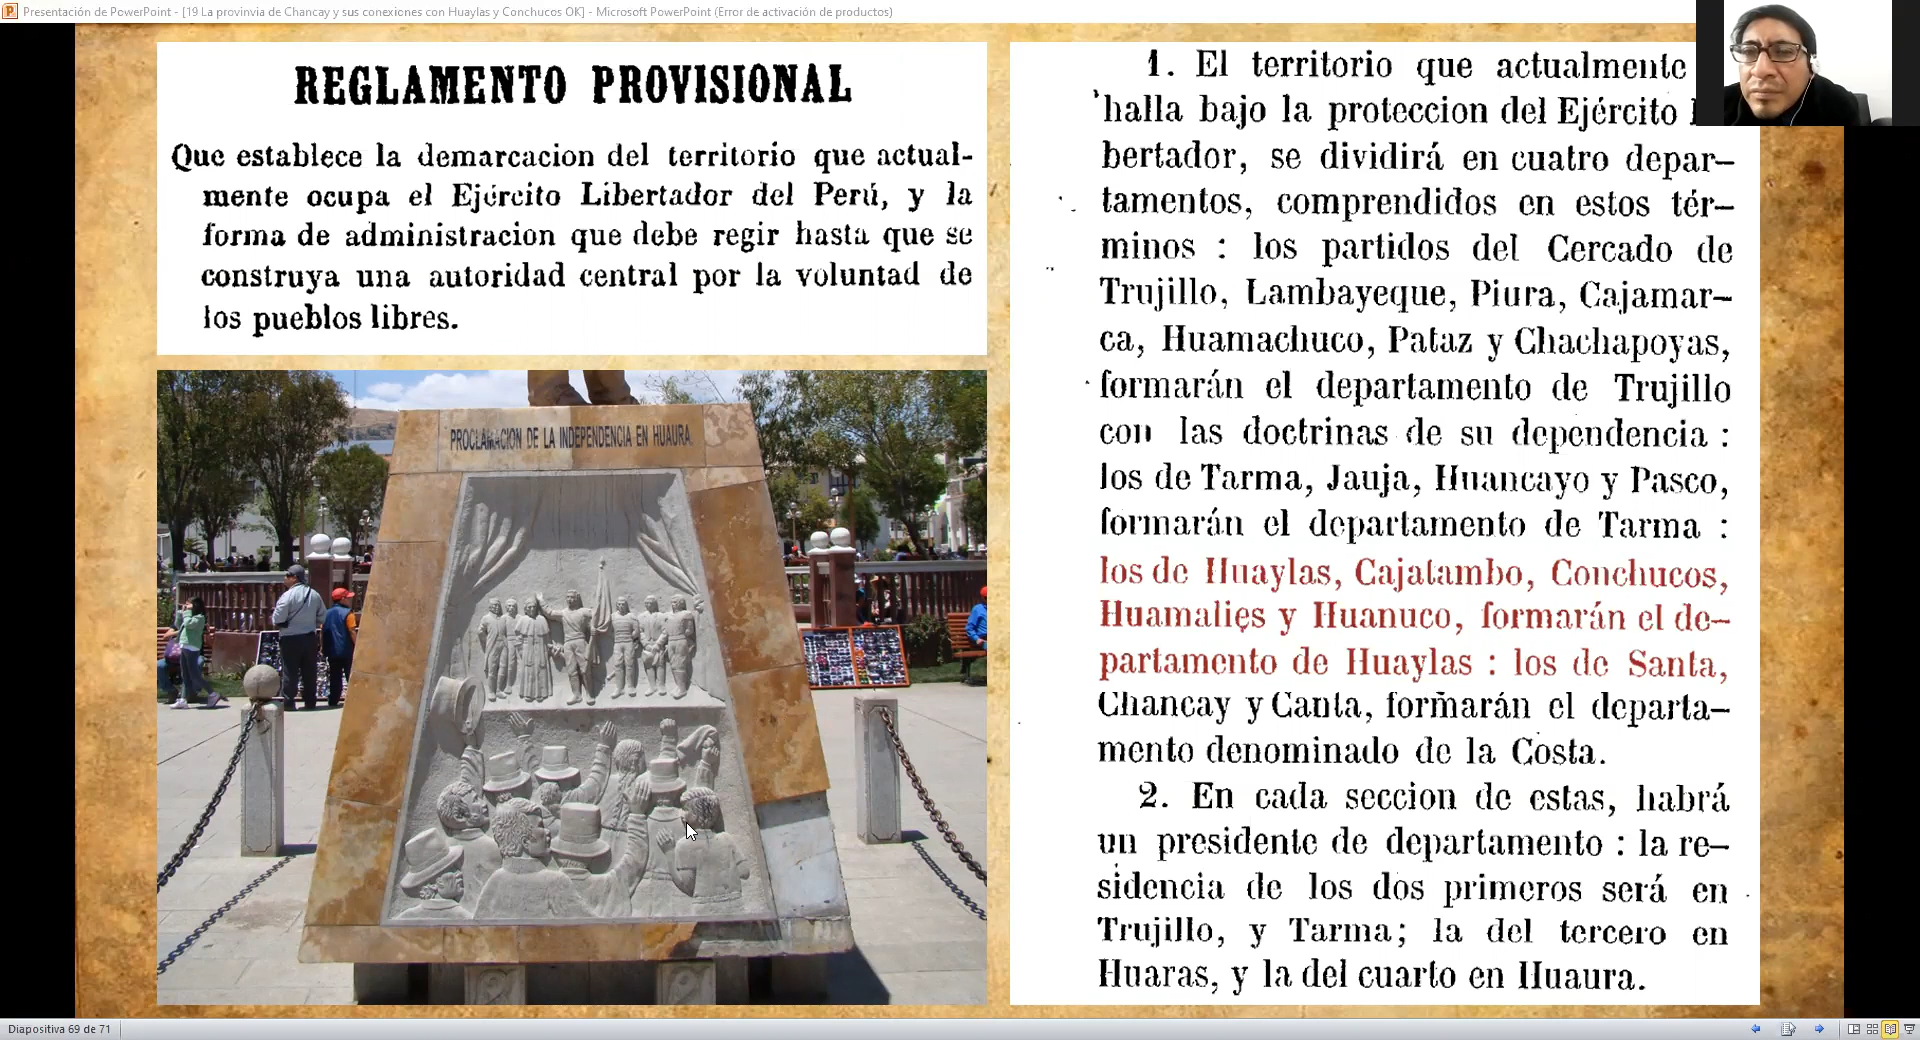 Presentación de PowerPoint - [19 La provinvia de Chancay y sus conexiones con Huaylas y Conchucos OK] - Microsoft PowerPoint (Error de activación de productos)
REGLAMENTO PROVISIONAL
Que establece la demarcacion del territorio que actual-
mente ocupa el Ejército Libertador del Perú, y la
forma de administracion que debe regir hasta que se
construya una autoridad central por la voluntad de
los pueblos libres.
PROCLAMACION DE LA INDEPENDENCIA EN HUAURA
1. El territorio que actualmente
halla bajo la proteccion del Ejército
bertador, se dividirá en cuatro depar-
tamentos, comprendidos en estos tér-
minos : los partidos del Cercado de
Trujillo, Lambayeque, Piura, Cajamar-
ca, Huamachuco, Pataz y Chachapoyas,
formarán el departamento de Trujillo
con las doctrinas de su dependencia :
los de Tarma, Jauja, Huancayo y Pasco,
formarán el departamento de Tarma :
los de Huaylas, Cajatambo, Conchucos,
Huamalies y Huanuco, formarán el de-
partamento de Huaylas : los de Santa,
Chancay y Canta, formarán el departa-
mento denominado de la Costa.
2. En cada seccion de estas, habrá
un presidente de departamento : la re-
sidencia de los dos primeros será en
Trujillo, y Tarma; la del tercero en
Huaras, y la del cuarto en Huaura.
Diapositiva 69 de 71